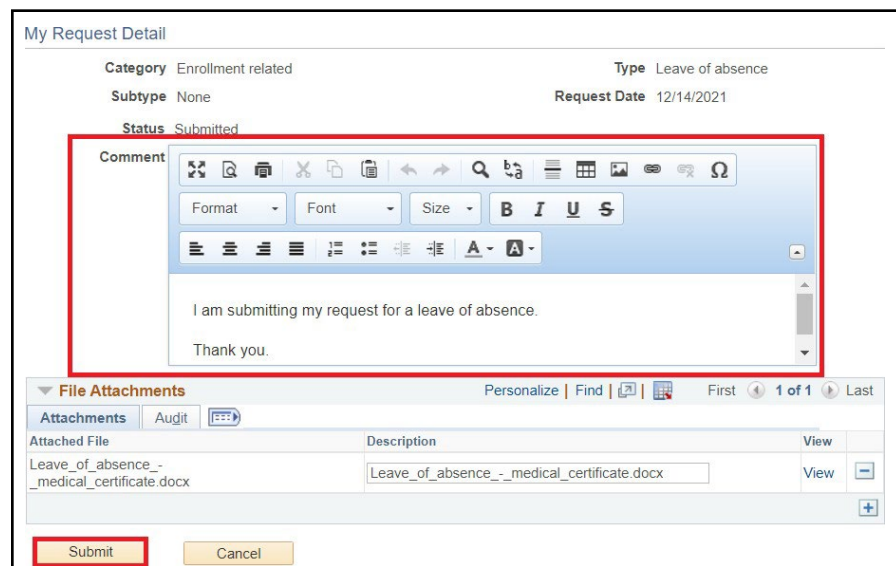 My Request Detail
Category Enrollment related Type Leave of absence
Subtype None Request Date 12/14/2021
Status Submitted
Comment
Format Font Size B I U S
A A
I am submitting my request for a leave of absence.
Thank you.
File Attachments Personalize | Find | First 1 of 1 Last
Attachments Audit
Attached File Description View
Leave_of_absence_-
_medical_certificate.docx Leave_of_absence_-_medical_certificate.docx View
Submit Cancel